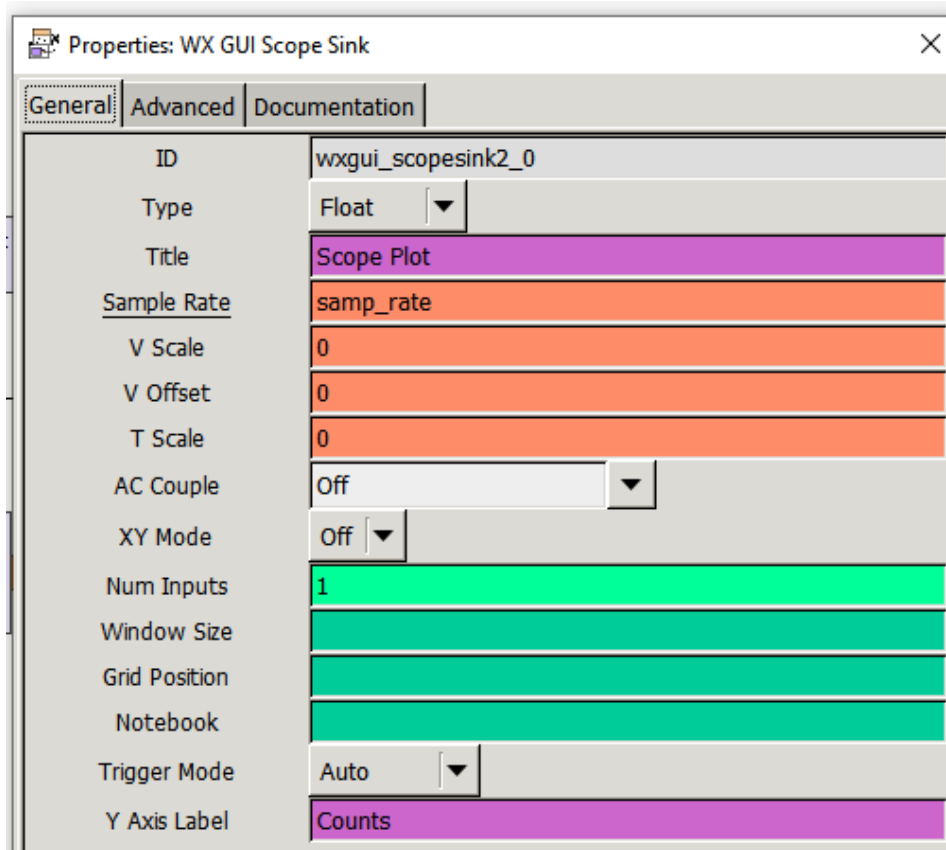 Properties: WX GUI Scope Sink
General Advanced Documentation
ID wxgui_scopesink2_0
Type Float
Title Scope Plot
Sample Rate samp_rate
V Scale 0
V Offset 0
T Scale 0
AC Couple Off
XY Mode Off
Num Inputs 1
Window Size
Grid Position
Notebook
Trigger Mode Auto
Y Axis Label Counts